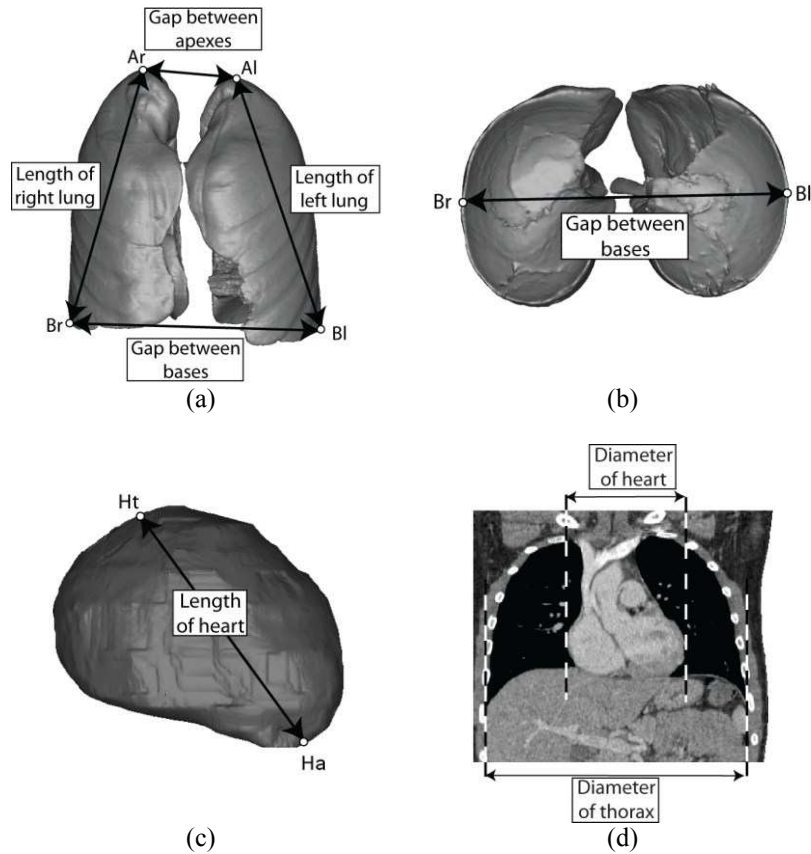 Gap between
apexes
Ar
Al
Length of
right lung
Length of
left lung
Br
Bl
Gap between
bases
(a)
Br
Bl
Gap between
bases
(b)
Ht
Length
of heart
Ha
(c)
Diameter
of heart
Diameter
of thorax
(d)